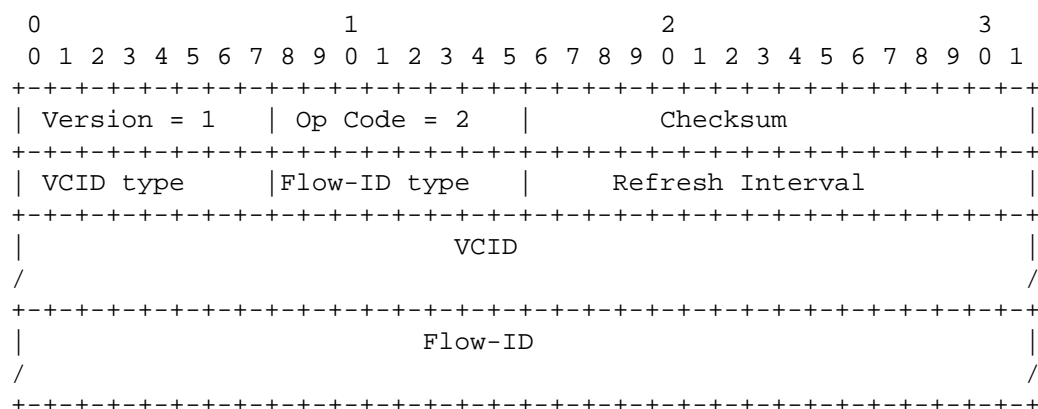 0                   1                   2                   3
 0 1 2 3 4 5 6 7 8 9 0 1 2 3 4 5 6 7 8 9 0 1 2 3 4 5 6 7 8 9 0 1
+-+-+-+-+-+-+-+-+-+-+-+-+-+-+-+-+-+-+-+-+-+-+-+-+-+-+-+-+-+-+-+-+
| Version = 1   | Op Code = 2   |        Checksum               |
+-+-+-+-+-+-+-+-+-+-+-+-+-+-+-+-+-+-+-+-+-+-+-+-+-+-+-+-+-+-+-+-+
| VCID type     |Flow-ID type   |     Refresh Interval          |
+-+-+-+-+-+-+-+-+-+-+-+-+-+-+-+-+-+-+-+-+-+-+-+-+-+-+-+-+-+-+-+-+
|                           VCID                                |
/                                                               /
+-+-+-+-+-+-+-+-+-+-+-+-+-+-+-+-+-+-+-+-+-+-+-+-+-+-+-+-+-+-+-+-+
|                         Flow-ID                               |
/                                                               /
+-+-+-+-+-+-+-+-+-+-+-+-+-+-+-+-+-+-+-+-+-+-+-+-+-+-+-+-+-+-+-+-+